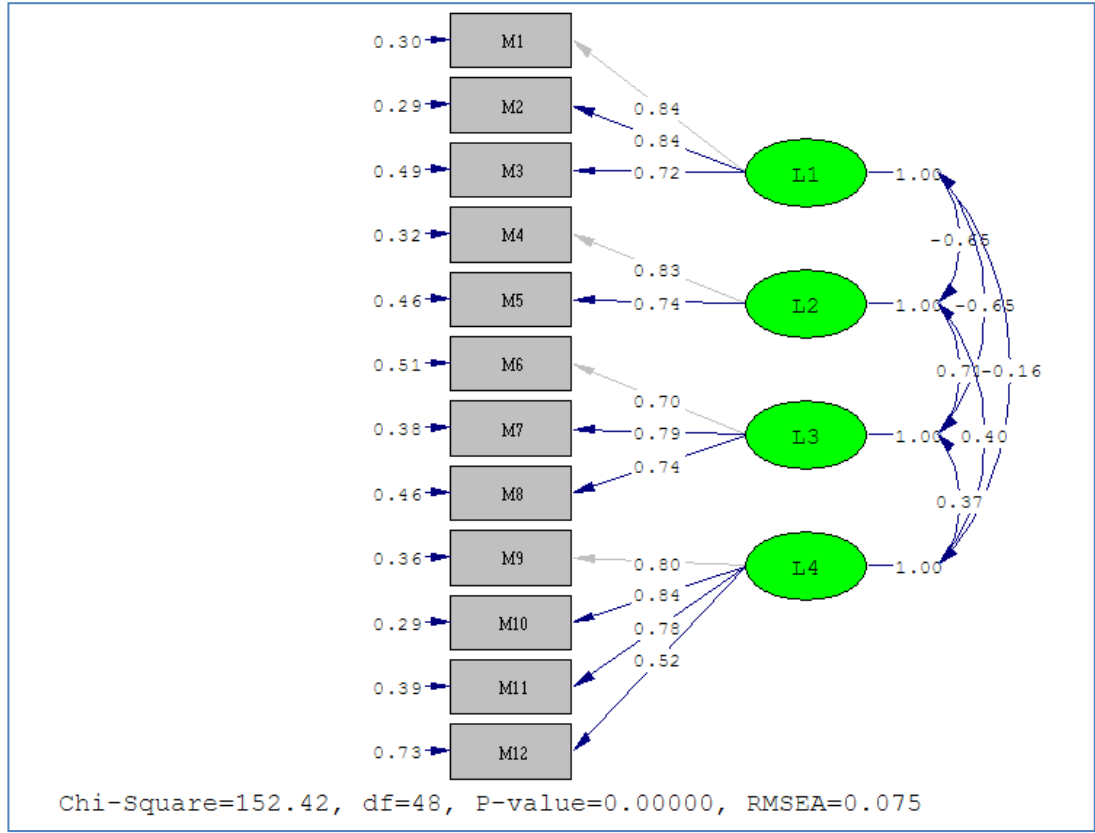 0.30 M1
0.84
0.29 M2
0.84
0.49 M3 0.72 L1 1.00
0.32 M4
-0.65
0.83
0.46 M5 0.74 L2 1.00 -0.65
0.51 M6
0.71 -0.16
0.70
0.38 M7 0.79 L3 1.00 0.40
0.74
0.46 M8
0.37
0.36 M9 0.80 L4 1.00
0.84
0.29 M10
0.78
0.52
0.39 M11
0.73 M12
Chi-Square=152.42, df=48, P-value=0.00000, RMSEA=0.075